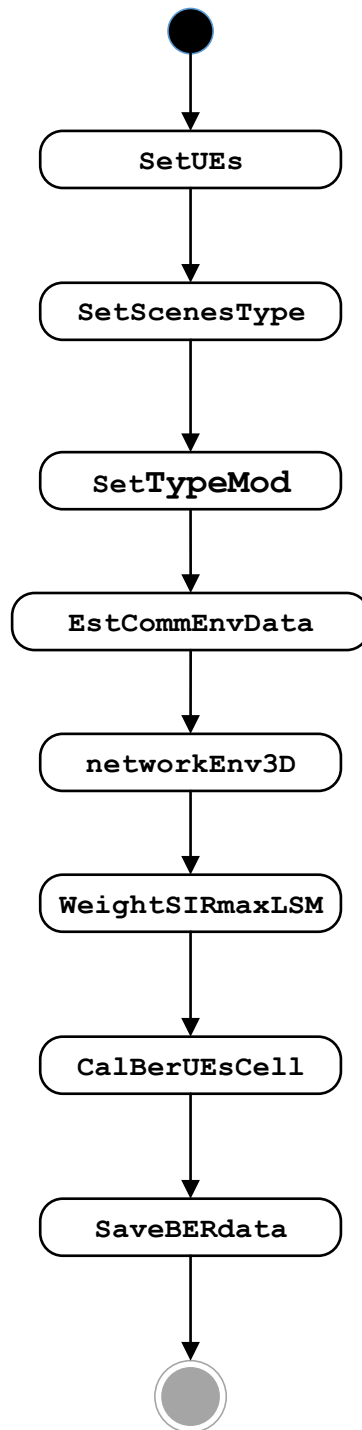 SetUEs
SetScenesType
SetTypeMod
EstCommEnvData
networkEnv3D
WeightSIRmaxLSM
CalBerUEsCell
SaveBERdata